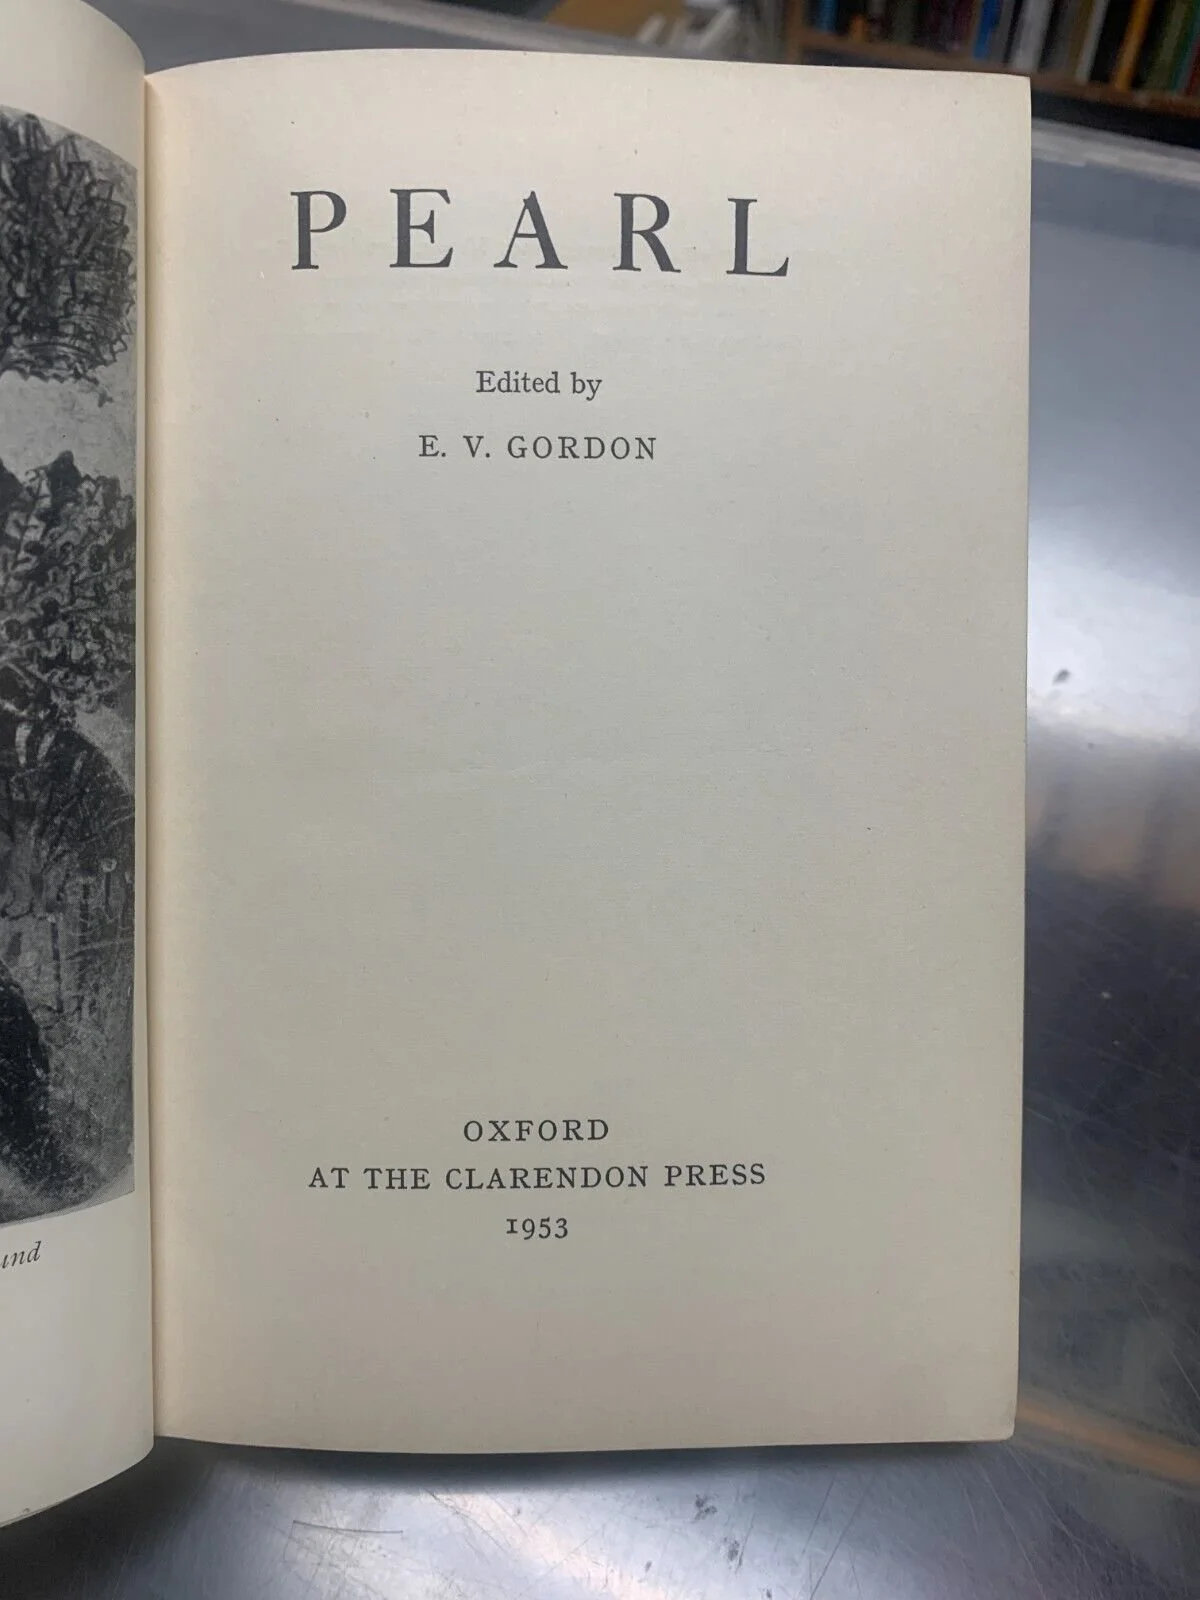 PEARL
Edited by
E. V. GORDON
OXFORD
AT THE CLARENDON PRESS
1953